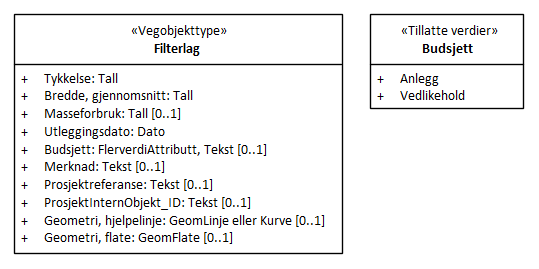 «Vegobjekttype»
Filterlag
+ Tykkelse: Tall
+ Bredde, gjennomsnitt: Tall
+ Masseforbruk: Tall [0..1]
+ Utleggingsdato: Dato
+ Budsjett: FlerverdiAttributt, Tekst [0..1]
+ Merknad: Tekst [0..1]
+ Prosjektreferanse: Tekst [0..1]
+ ProsjektInternObjekt_ID: Tekst [0..1]
+ Geometri, hjelpelinje: GeomLinje eller Kurve [0..1]
+ Geometri, flate: GeomFlate [0..1]
«Tillatte verdier»
Budsjett
+ Anlegg
+ Vedlikehold